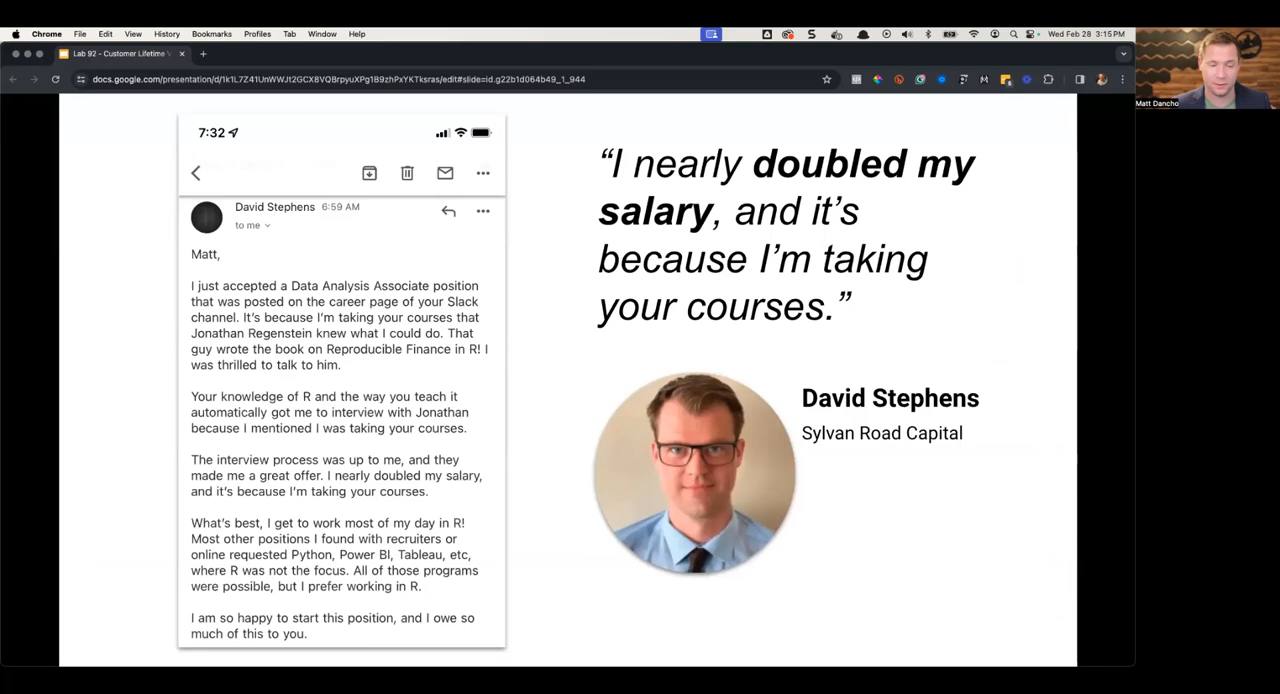 Chrome File Edit View History Bookmarks Profiles Tab Window Help
Wed Feb 28 3:15 PM
Lab 92 - Customer Lifetime V
docs.google.com/presentation/d/1k1L7Z41UnWWJt2GCX8VQBrpyuXPg1B9zhPxYKTksras/edit#slide=id.g22b1d064b49_1_944
Matt Dancho
7:32
David Stephens 6:59 AM
to me
Matt,
I just accepted a Data Analysis Associate position
that was posted on the career page of your Slack
channel. It's because I'm taking your courses that
Jonathan Regenstein knew what I could do. That
guy wrote the book on Reproducible Finance in R! I
was thrilled to talk to him.
Your knowledge of R and the way you teach it
automatically got me to interview with Jonathan
because I mentioned I was taking your courses.
The interview process was up to me, and they
made me a great offer. I nearly doubled my salary,
and it's because I'm taking your courses.
What's best, I get to work most of my day in R!
Most other positions I found with recruiters or
online requested Python, Power BI, Tableau, etc,
where R was not the focus. All of those programs
were possible, but I prefer working in R.
I am so happy to start this position, and I owe so
much of this to you.
“I nearly doubled my
salary, and it’s
because I’m taking
your courses.”
David Stephens
Sylvan Road Capital